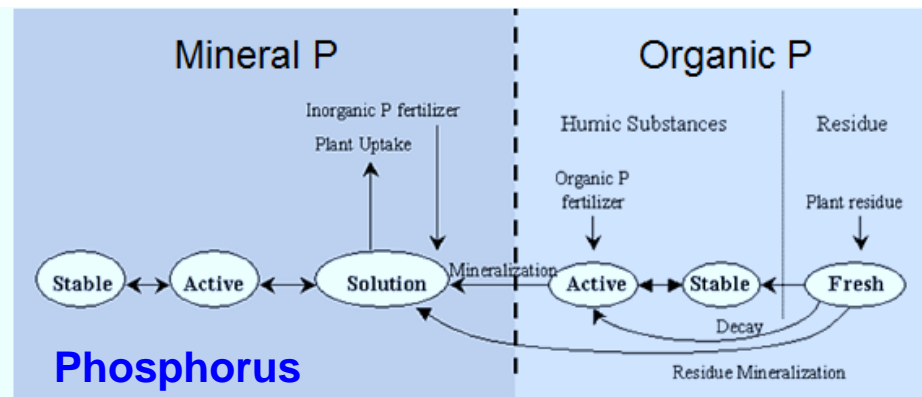 Mineral P
Organic P
Inorganic P fertilizer
Plant Uptake
Humic Substances
Residue
Organic P
fertilizer
Plant residue
Stable
Active
Solution
Mineralization
Active
Stable
Fresh
Decay
Residue Mineralization
Phosphorus